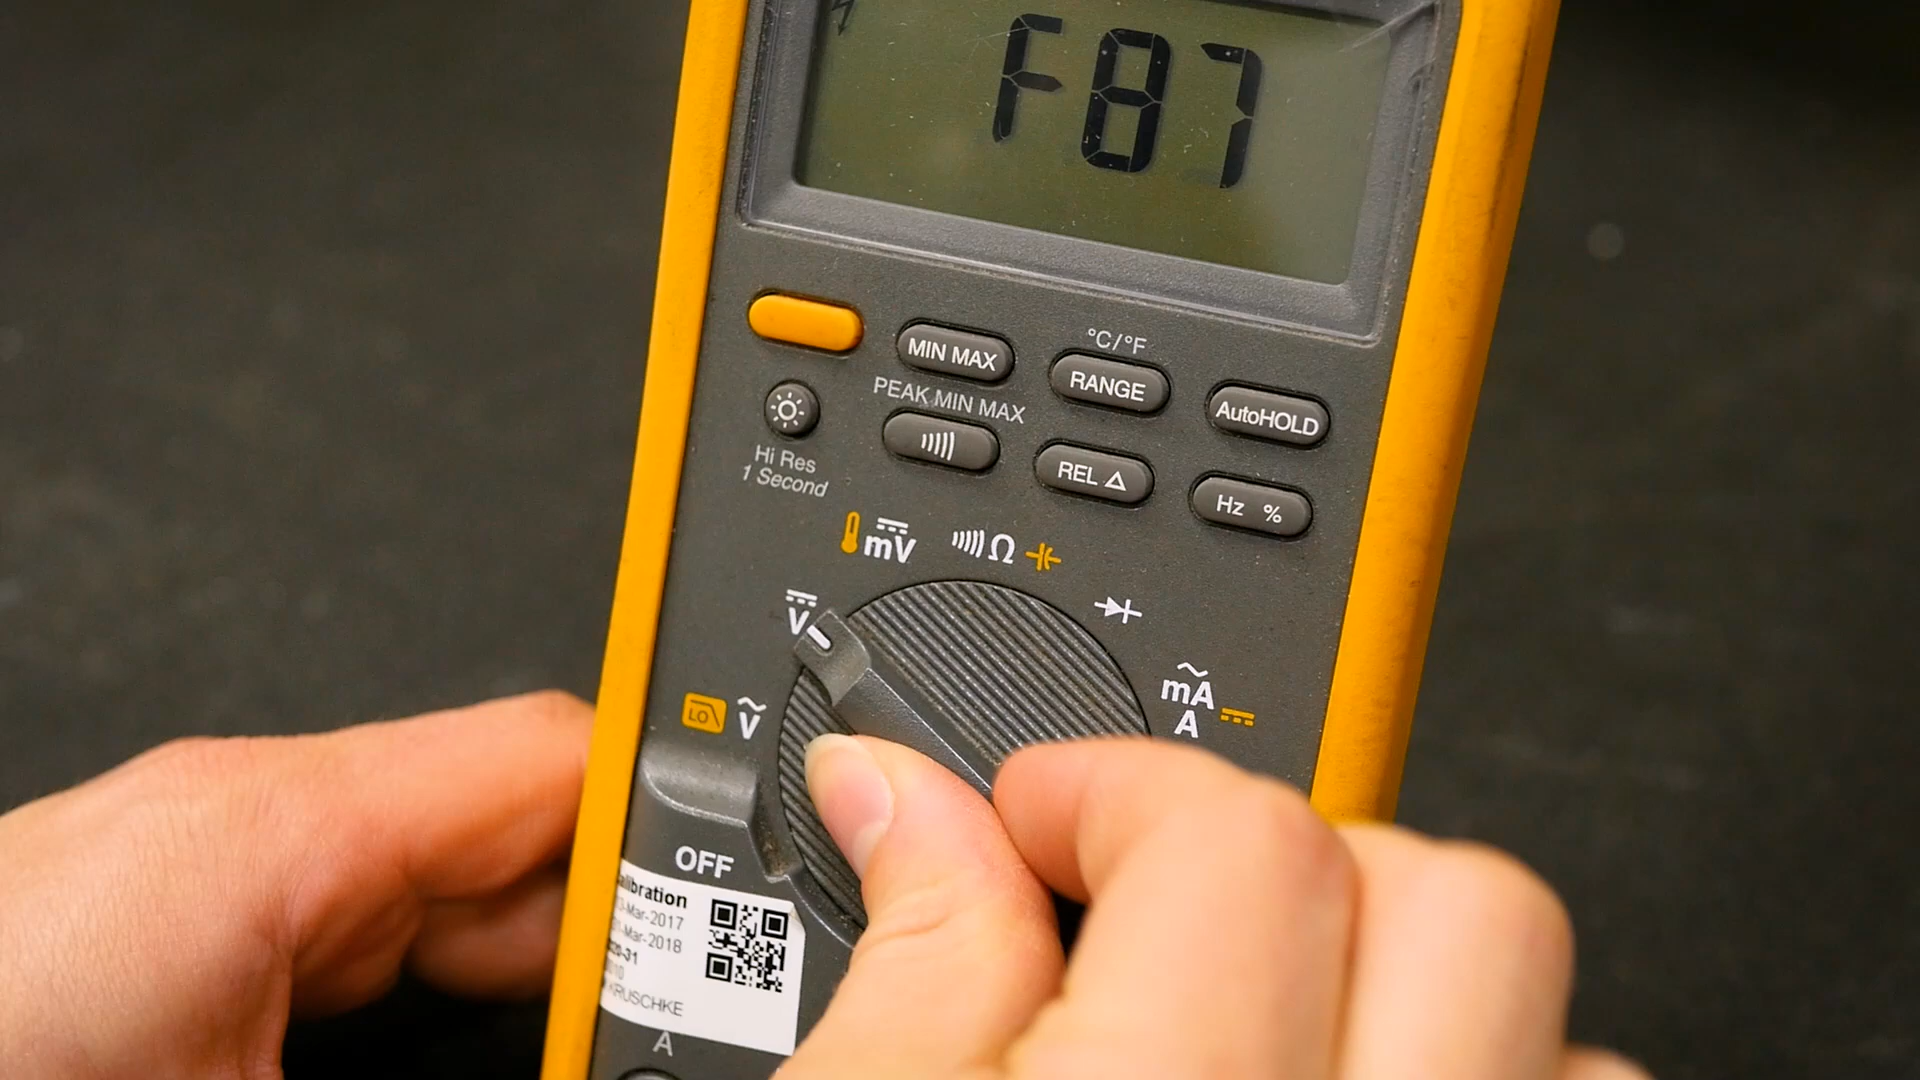 F87
MIN MAX
°C/°F
RANGE
AutoHOLD
PEAK MIN MAX
REL Δ
Hz %
Hi Res
1 Second
mV
Ω
V
LO V
mA
A
OFF
-Mar-2017
-Mar-2018
-31
KRUSCHKE
A